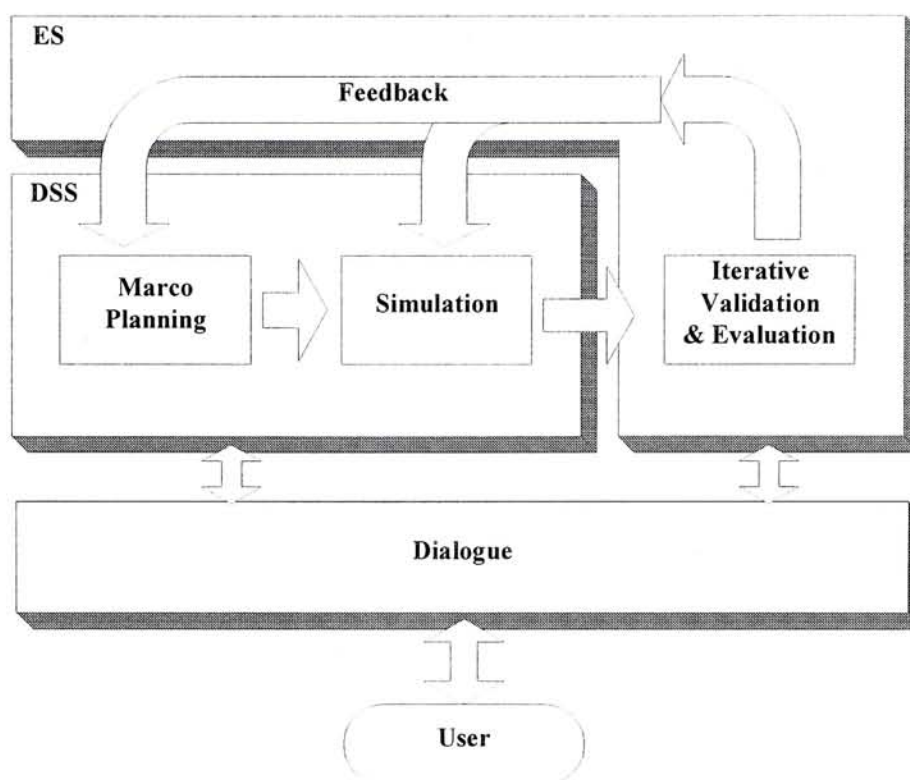 ES
Feedback
DSS
Marco
Planning
Simulation
Iterative
Validation
& Evaluation
Dialogue
User